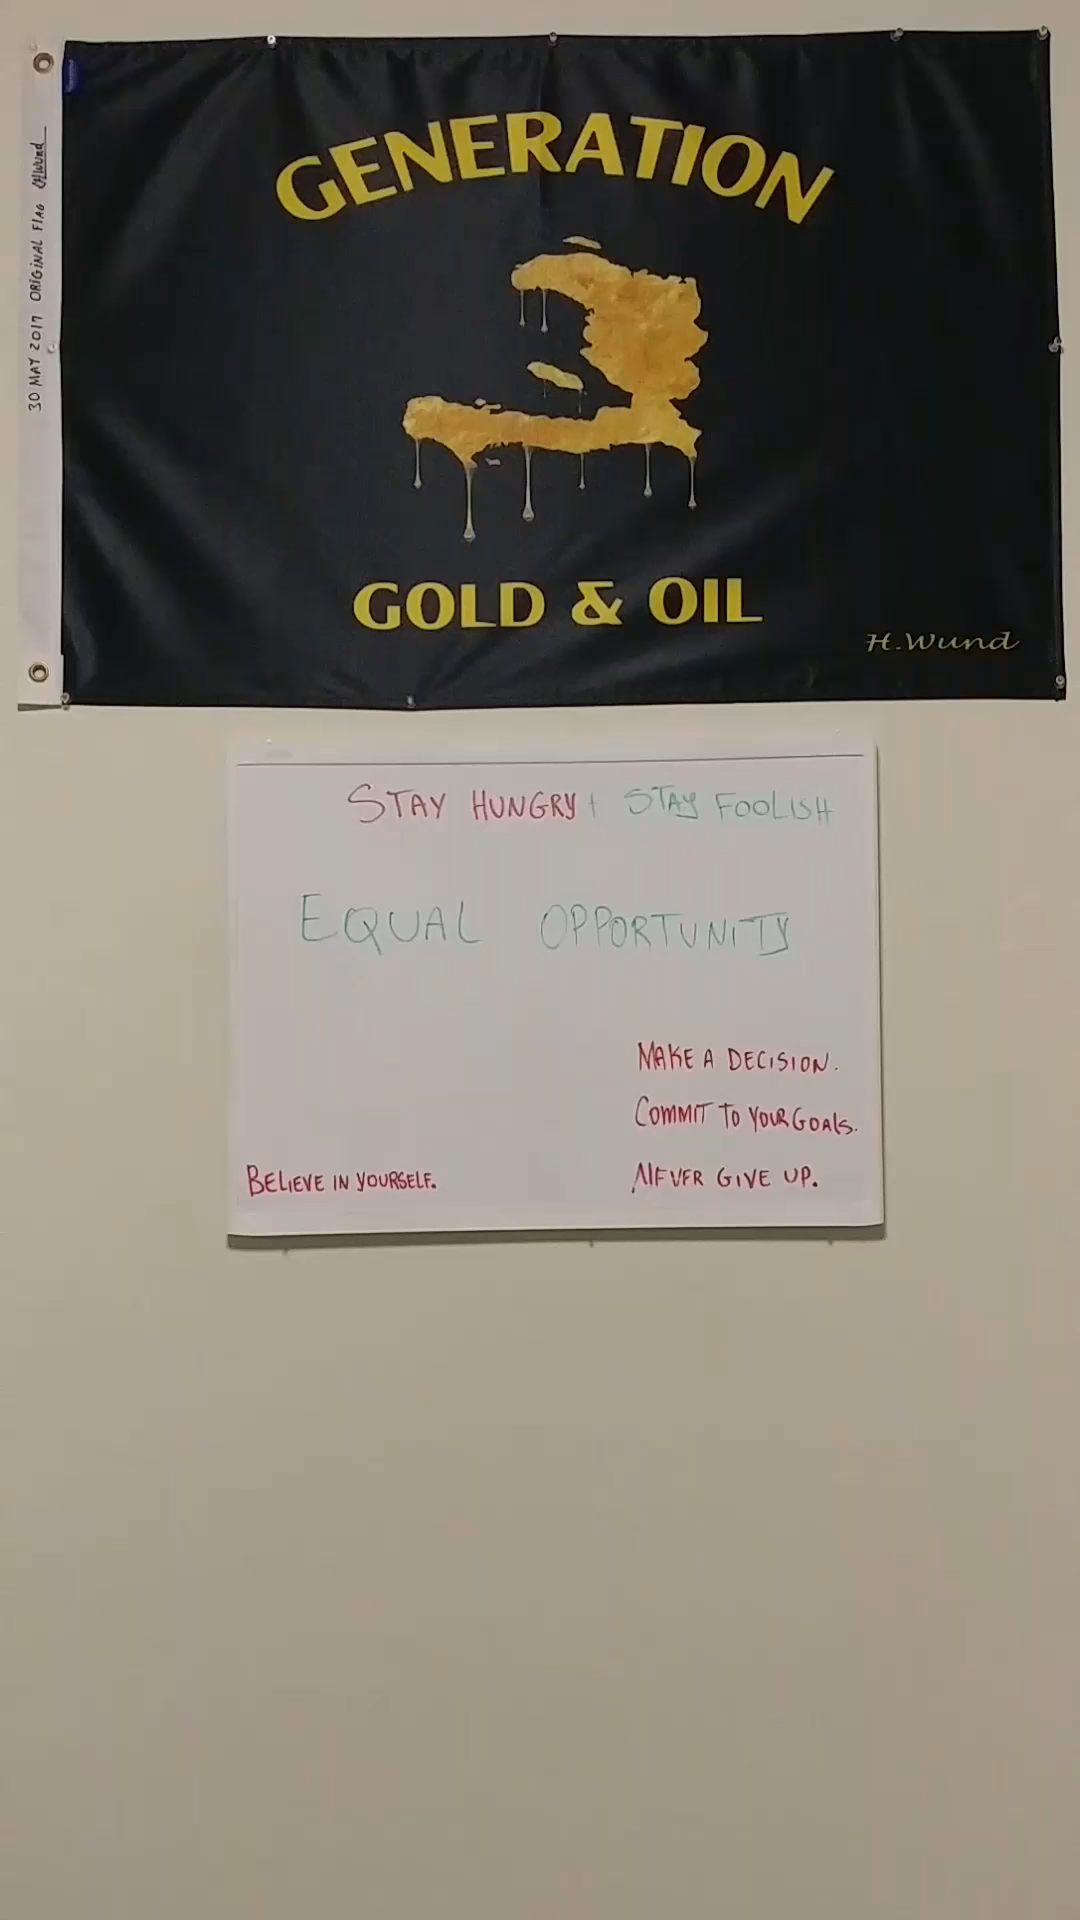 30 MAY 2017 ORIGINAL FLAG HWund
GENERATION
GOLD & OIL
H.Wund
STAY HUNGRY + STAY FOOLISH
EQUAL OPPORTUNITY
MAKE A DECISION.
COMMIT TO YOUR GOALS.
BELIEVE IN YOURSELF.
NEVER GIVE UP.